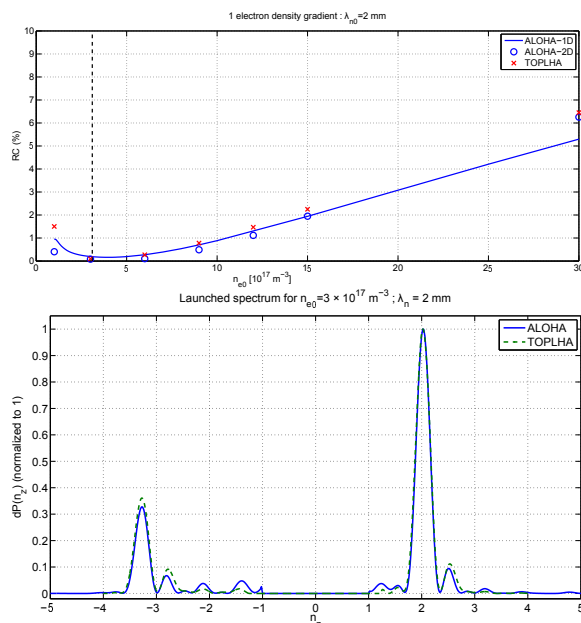 1 electron density gradient : λn0=2 mm
RC (%)
10
9
8
7
6
5
4
3
2
1
0
ALOHA−1D
ALOHA−2D
TOPLHA
0 5 10 15 20 25 30
ne0 [10^17 m^−3]
Launched spectrum for ne0=3 × 10^17 m^−3 ; λn = 2 mm
dP(nZ) (normalized to 1)
1
0.9
0.8
0.7
0.6
0.5
0.4
0.3
0.2
0.1
0
ALOHA
TOPLHA
−5 −4 −3 −2 −1 0 1 2 3 4 5